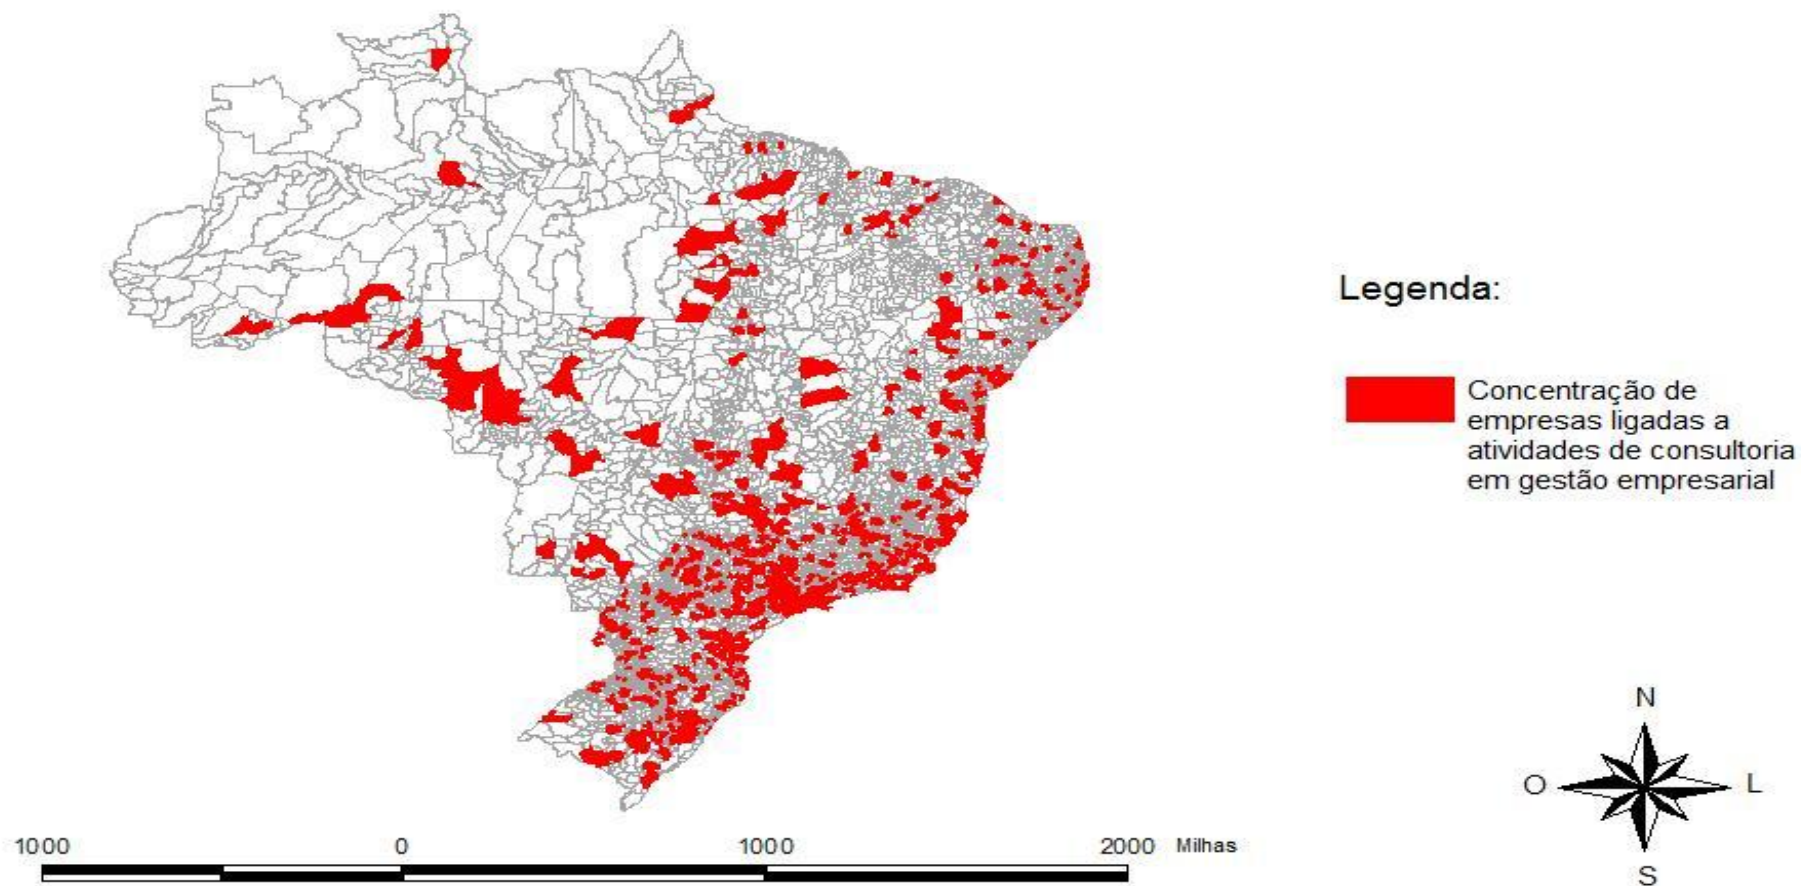 Legenda:
Concentração de
empresas ligadas a
atividades de consultoria
em gestão empresarial
N
O
L
S
1000 0 1000 2000 Milhas